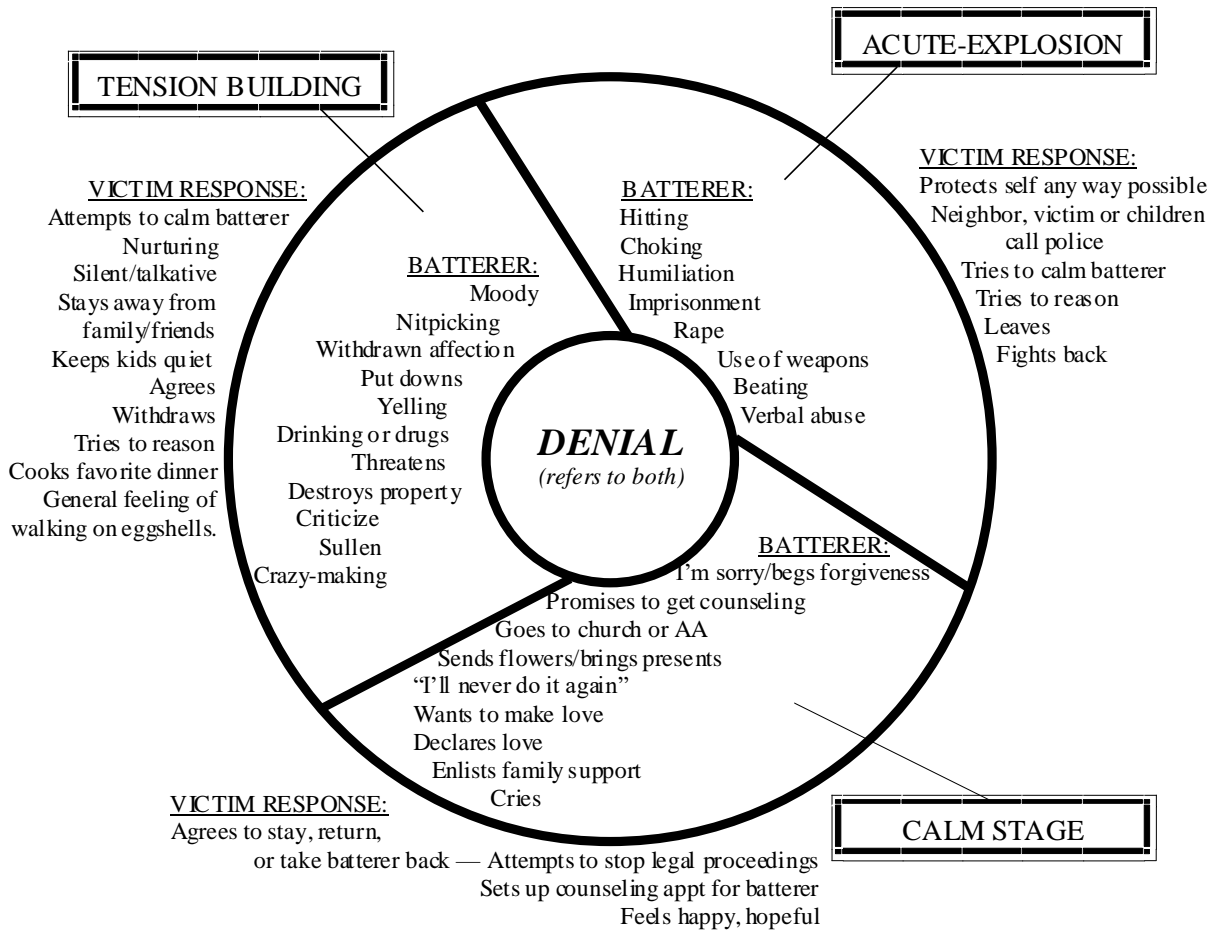 TENSION BUILDING
ACUTE-EXPLOSION
VICTIM RESPONSE:
Attempts to calm batterer
Nurturing
Silent/talkative
Stays away from
family/friends
Keeps kids quiet
Agrees
Withdraws
Tries to reason
Cooks favorite dinner
General feeling of
walking on eggshells.
BATTERER:
Moody
Nitpicking
Withdrawn affection
Put downs
Yelling
Drinking or drugs
Threatens
Destroys property
Criticize
Sullen
Crazy-making
BATTERER:
Hitting
Choking
Humiliation
Imprisonment
Rape
Use of weapons
Beating
Verbal abuse
VICTIM RESPONSE:
Protects self any way possible
Neighbor, victim or children
call police
Tries to calm batterer
Tries to reason
Leaves
Fights back
DENIAL
(refers to both)
BATTERER:
I'm sorry/begs forgiveness
Promises to get counseling
Goes to church or AA
Sends flowers/brings presents
“I'll never do it again”
Wants to make love
Declares love
Enlists family support
Cries
VICTIM RESPONSE:
Agrees to stay, return,
or take batterer back — Attempts to stop legal proceedings
Sets up counseling appt for batterer
Feels happy, hopeful
CALM STAGE